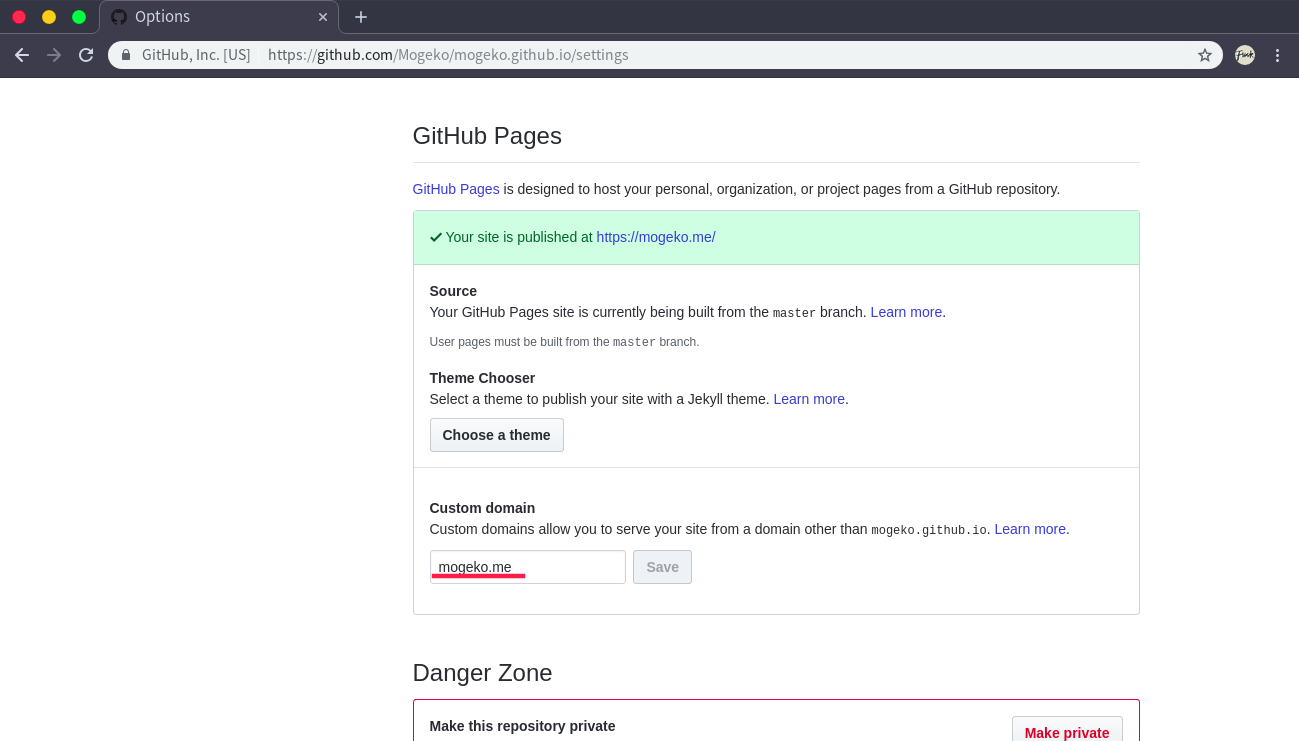 Options
GitHub, Inc. [US] https://github.com/Mogeko/mogeko.github.io/settings
GitHub Pages
GitHub Pages is designed to host your personal, organization, or project pages from a GitHub repository.
Your site is published at https://mogeko.me/
Source
Your GitHub Pages site is currently being built from the master branch. Learn more.
User pages must be built from the master branch.
Theme Chooser
Select a theme to publish your site with a Jekyll theme. Learn more.
Choose a theme
Custom domain
Custom domains allow you to serve your site from a domain other than mogeko.github.io. Learn more.
mogeko.me Save
Danger Zone
Make this repository private
Make private